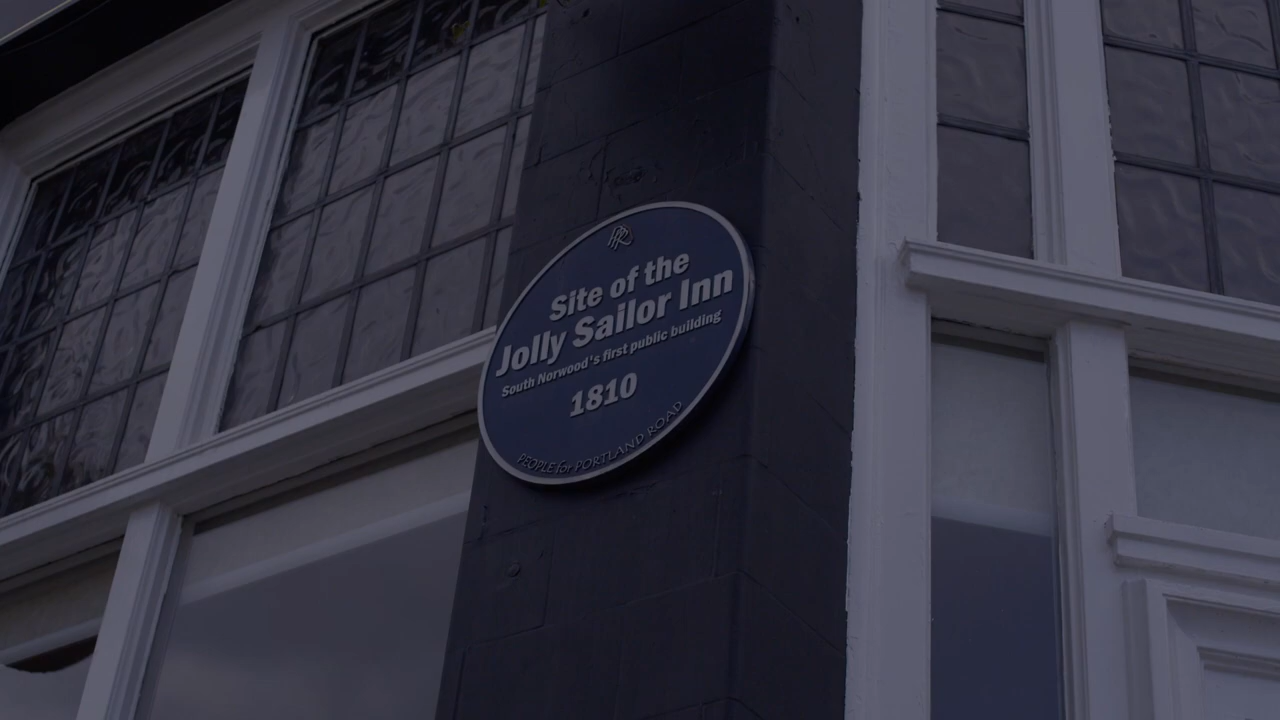 Site of the
Jolly Sailor Inn
South Norwood's first public building
1810
PEOPLE for PORTLAND ROAD